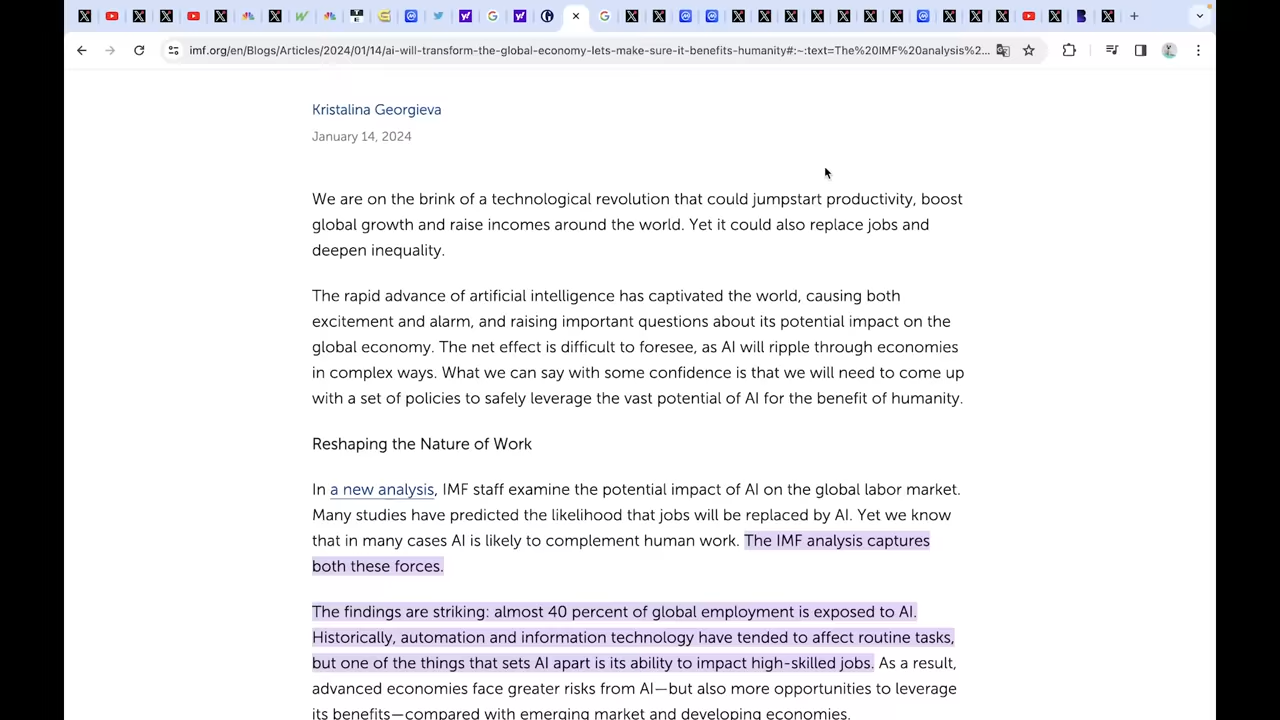 imf.org/en/Blogs/Articles/2024/01/14/ai-will-transform-the-global-economy-lets-make-sure-it-benefits-humanity#:~:text=The%20IMF%20analysis%2...
Kristalina Georgieva
January 14, 2024
We are on the brink of a technological revolution that could jumpstart productivity, boost
global growth and raise incomes around the world. Yet it could also replace jobs and
deepen inequality.
The rapid advance of artificial intelligence has captivated the world, causing both
excitement and alarm, and raising important questions about its potential impact on the
global economy. The net effect is difficult to foresee, as AI will ripple through economies
in complex ways. What we can say with some confidence is that we will need to come up
with a set of policies to safely leverage the vast potential of AI for the benefit of humanity.
Reshaping the Nature of Work
In a new analysis, IMF staff examine the potential impact of AI on the global labor market.
Many studies have predicted the likelihood that jobs will be replaced by AI. Yet we know
that in many cases AI is likely to complement human work. The IMF analysis captures
both these forces.
The findings are striking: almost 40 percent of global employment is exposed to AI.
Historically, automation and information technology have tended to affect routine tasks,
but one of the things that sets AI apart is its ability to impact high-skilled jobs. As a result,
advanced economies face greater risks from AI—but also more opportunities to leverage
its benefits—compared with emerging market and developing economies.